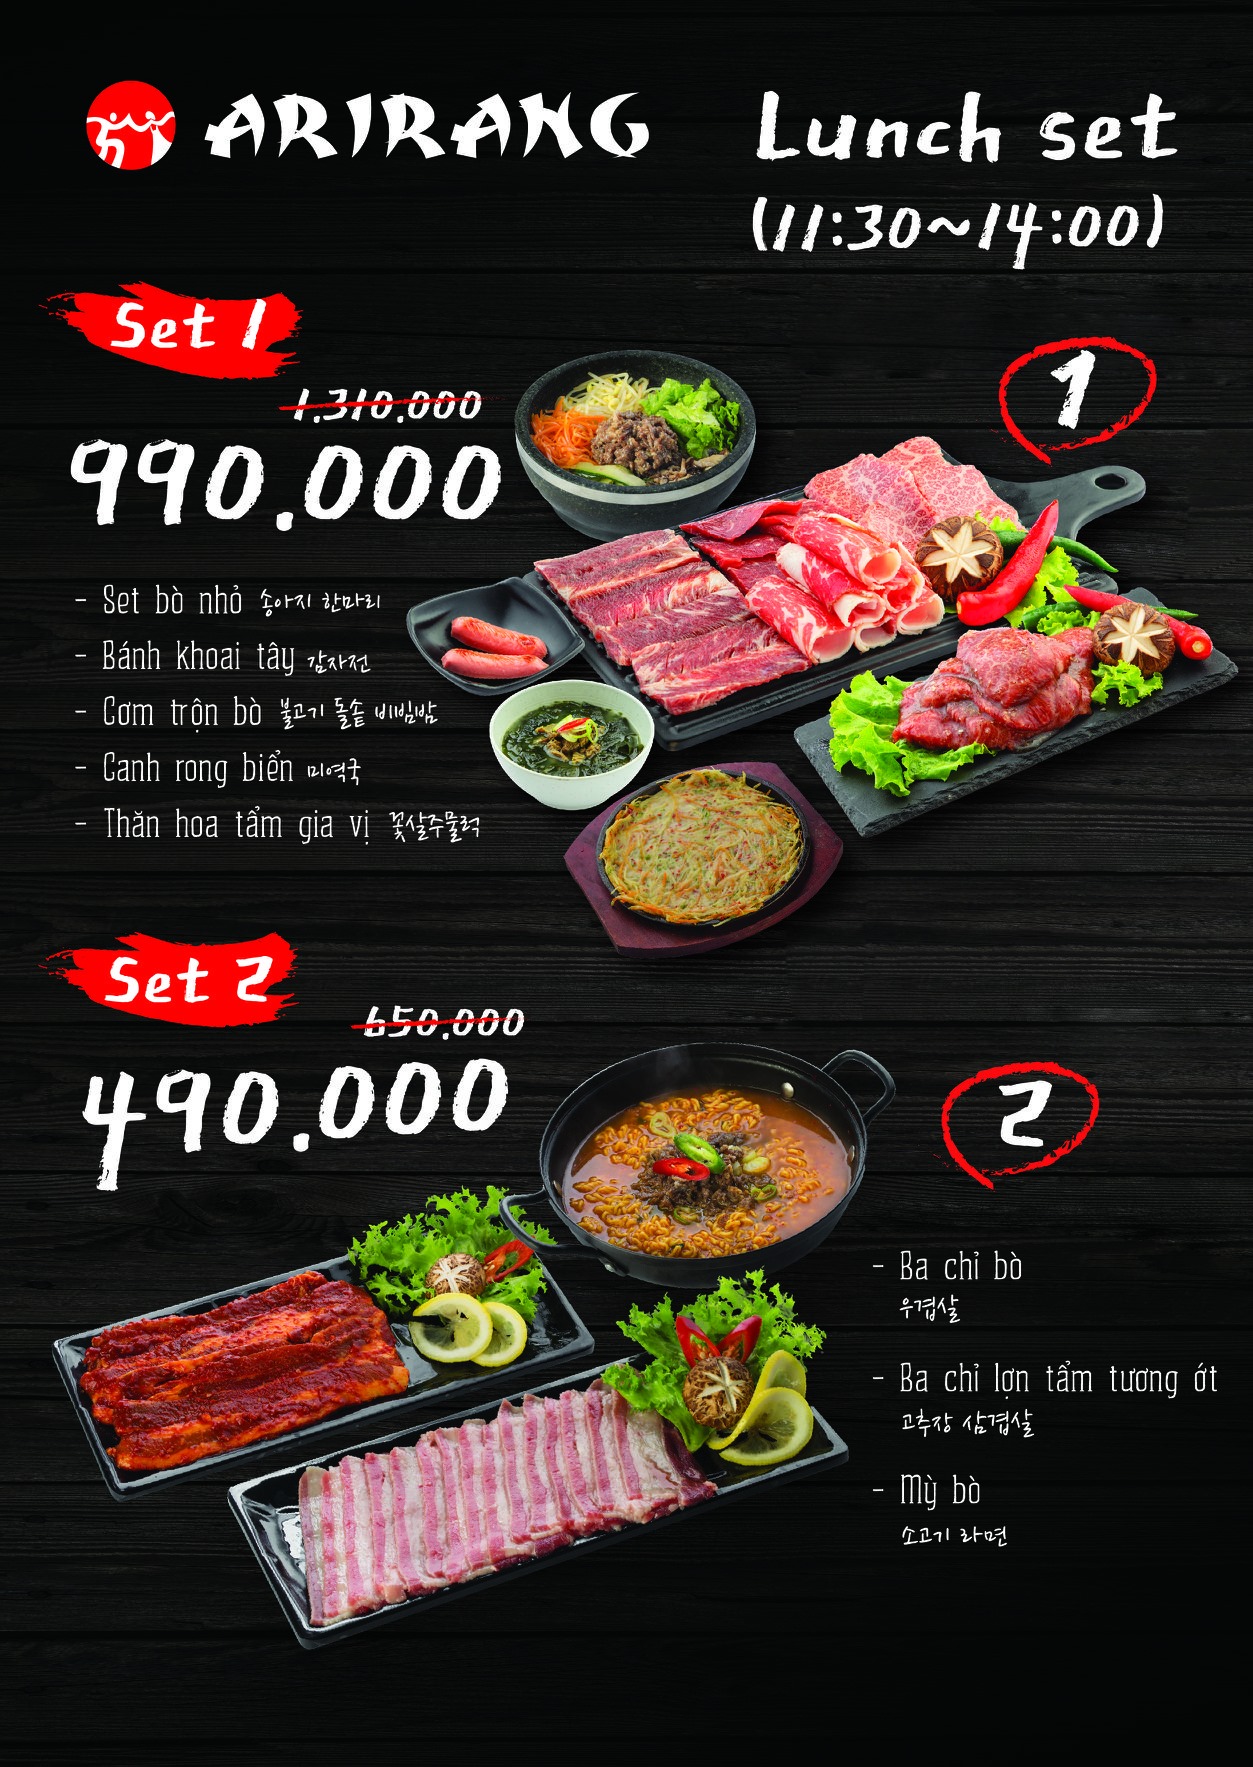 ARIRANG
Lunch set
(11:30~14:00)
Set 1
1.310.000
990.000
1
- Set bò nhỏ 송아지 한마리
- Bánh khoai tây 감자전
- Cơm trộn bò 불고기 돌솥 비빔밥
- Canh rong biển 미역국
- Thăn hoa tẩm gia vị 꽃살주물럭
Set 2
650.000
490.000
2
- Ba chỉ bò
우겹살
- Ba chỉ lợn tẩm tương ớt
고추장 삼겹살
- Mỳ bò
소고기 라면